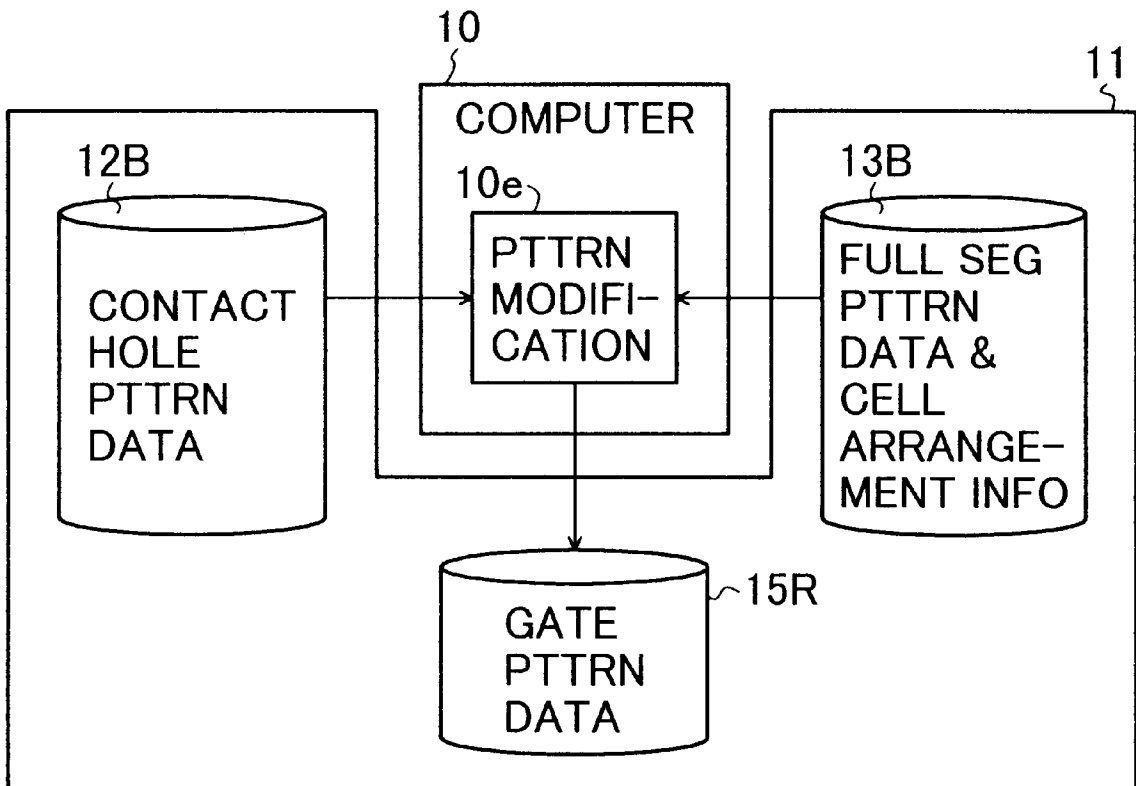 10
11
COMPUTER
12B
10e
13B
CONTACT
HOLE
PTTRN
DATA
PTTRN
MODIFI-
CATION
FULL SEG
PTTRN
DATA &
CELL
ARRANGE-
MENT INFO
15R
GATE
PTTRN
DATA